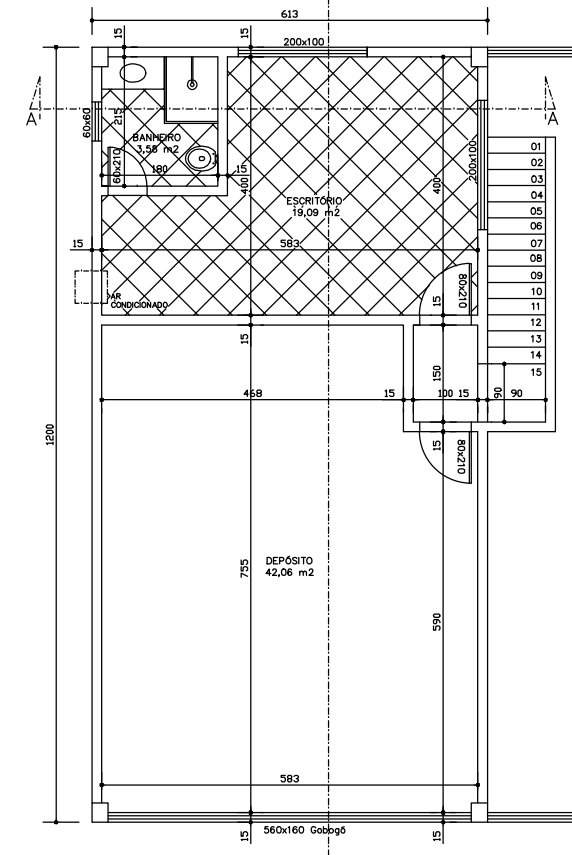 613
15
15
200x100
A
A
60x60
215
BANHEIRO
3,58 m2
60x210
180
15
400
ESCRITÓRIO
19,09 m2
400
200x100
01
02
03
04
05
06
07
08
09
10
11
12
13
14
15
15
583
AR
CONDICIONADO
80x210
15
15
150
468
15
100
15
90
90
1200
15
80x210
DEPÓSITO
42,06 m2
755
590
583
560x160 Gobogó
15
15